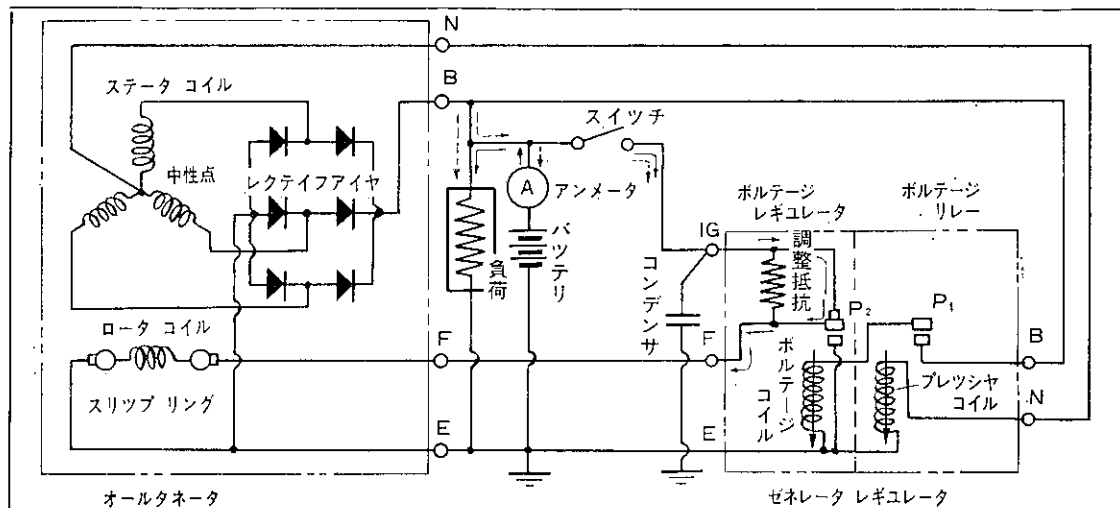 N
B
ステータ コイル
中性点
レクテイフアイヤ
ロータ コイル
スリツプ リング
F
E
オールタネータ
スイツチ
A
アンメータ
バツテリ
負荷
コンデンサ
IG
F
E
ボルテージ
レギユレータ
ボルテージ
リレー
調整抵抗
P2
P1
B
N
ボルテージ
コイル
プレツシヤ
コイル
ゼネレータ レギユレータ